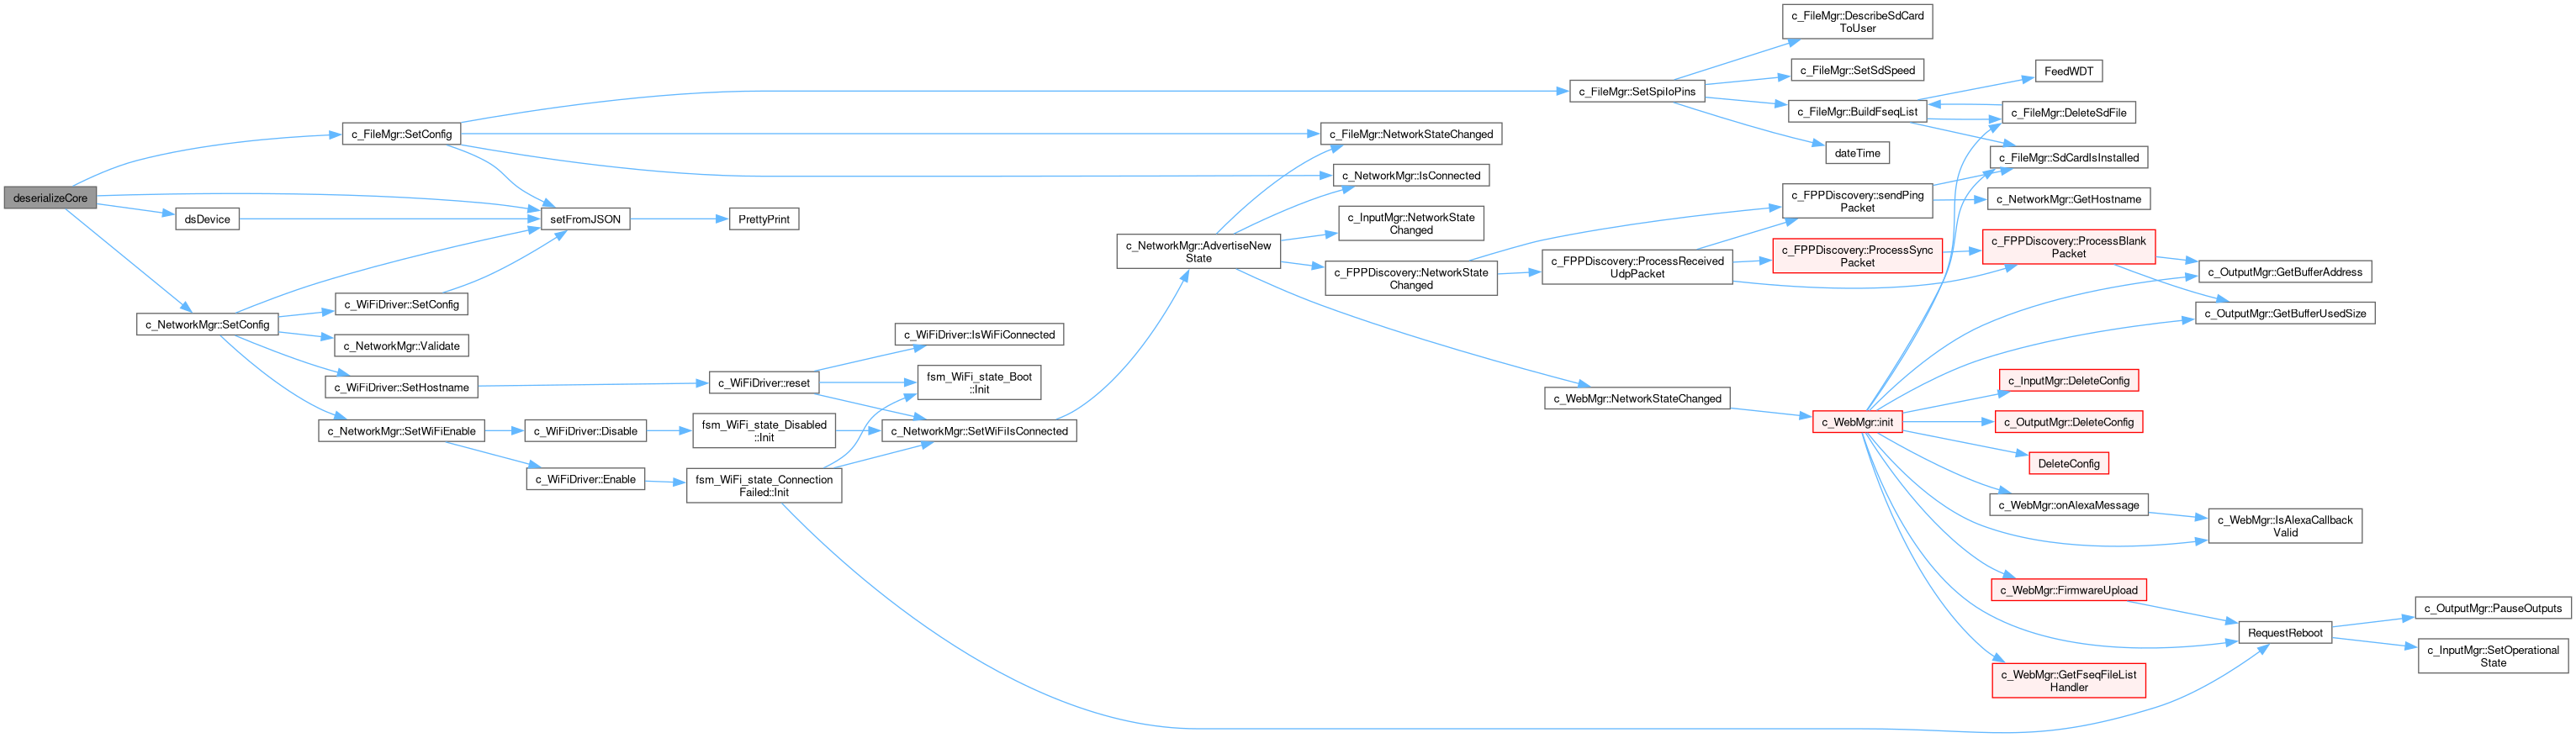 deserializeCore
c_FileMgr::SetConfig
dsDevice
c_NetworkMgr::SetConfig
setFromJSON
PrettyPrint
c_WiFiDriver::SetConfig
c_NetworkMgr::Validate
c_WiFiDriver::SetHostname
c_NetworkMgr::SetWiFiEnable
c_WiFiDriver::Disable
c_WiFiDriver::Enable
c_WiFiDriver::reset
fsm_WiFi_state_Disabled
::Init
fsm_WiFi_state_Connection
Failed::Init
c_WiFiDriver::IsWiFiConnected
fsm_WiFi_state_Boot
::Init
c_NetworkMgr::SetWiFiIsConnected
c_NetworkMgr::AdvertiseNew
State
c_FileMgr::NetworkStateChanged
c_NetworkMgr::IsConnected
c_InputMgr::NetworkState
Changed
c_FPPDiscovery::NetworkState
Changed
c_FileMgr::SetSpiIoPins
c_FPPDiscovery::ProcessReceived
UdpPacket
c_WebMgr::NetworkStateChanged
c_FileMgr::DescribeSdCard
ToUser
c_FileMgr::SetSdSpeed
c_FileMgr::BuildFseqList
dateTime
c_FPPDiscovery::sendPing
Packet
c_FPPDiscovery::ProcessSync
Packet
c_WebMgr::init
FeedWDT
c_FileMgr::DeleteSdFile
c_FileMgr::SdCardIsInstalled
c_NetworkMgr::GetHostname
c_FPPDiscovery::ProcessBlank
Packet
c_OutputMgr::GetBufferAddress
c_OutputMgr::GetBufferUsedSize
c_InputMgr::DeleteConfig
c_OutputMgr::DeleteConfig
DeleteConfig
c_WebMgr::onAlexaMessage
c_WebMgr::IsAlexaCallback
Valid
c_WebMgr::FirmwareUpload
RequestReboot
c_WebMgr::GetFseqFileList
Handler
c_OutputMgr::PauseOutputs
c_InputMgr::SetOperational
State